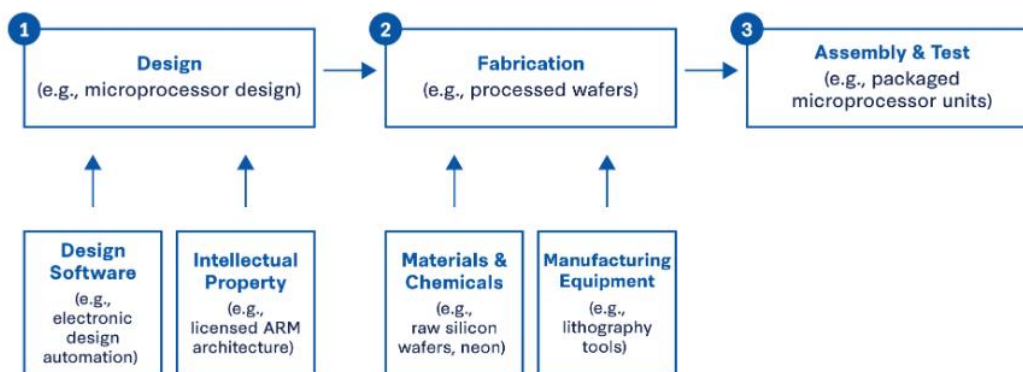 1
Design
(e.g., microprocessor design)
2
Fabrication
(e.g., processed wafers)
3
Assembly & Test
(e.g., packaged
microprocessor units)
Design
Software
(e.g.,
electronic
design
automation)
Intellectual
Property
(e.g.,
licensed ARM
architecture)
Materials &
Chemicals
(e.g.,
raw silicon
wafers, neon)
Manufacturing
Equipment
(e.g.,
lithography
tools)